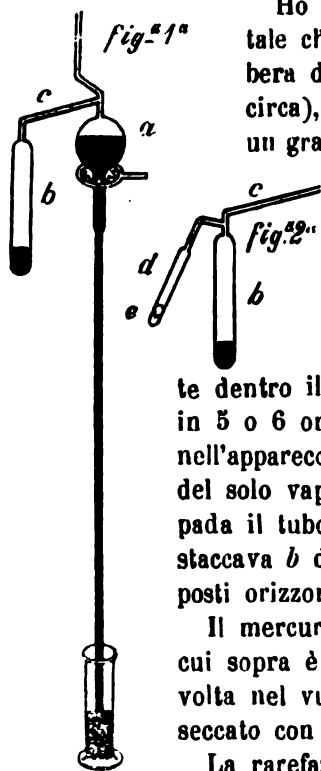 fig.ª 1ª
c
a
b
Ho
tale ch
bera d
circa),
un gra
c
fig.ª 2ª
d
e
b
te dentro il
in 5 o 6 or
nell'apparecc
del solo vap
pada il tubo
staccava b d
posti orizzor
Il mercur
cui sopra è
volta nel vu
seccato con
La rarefa